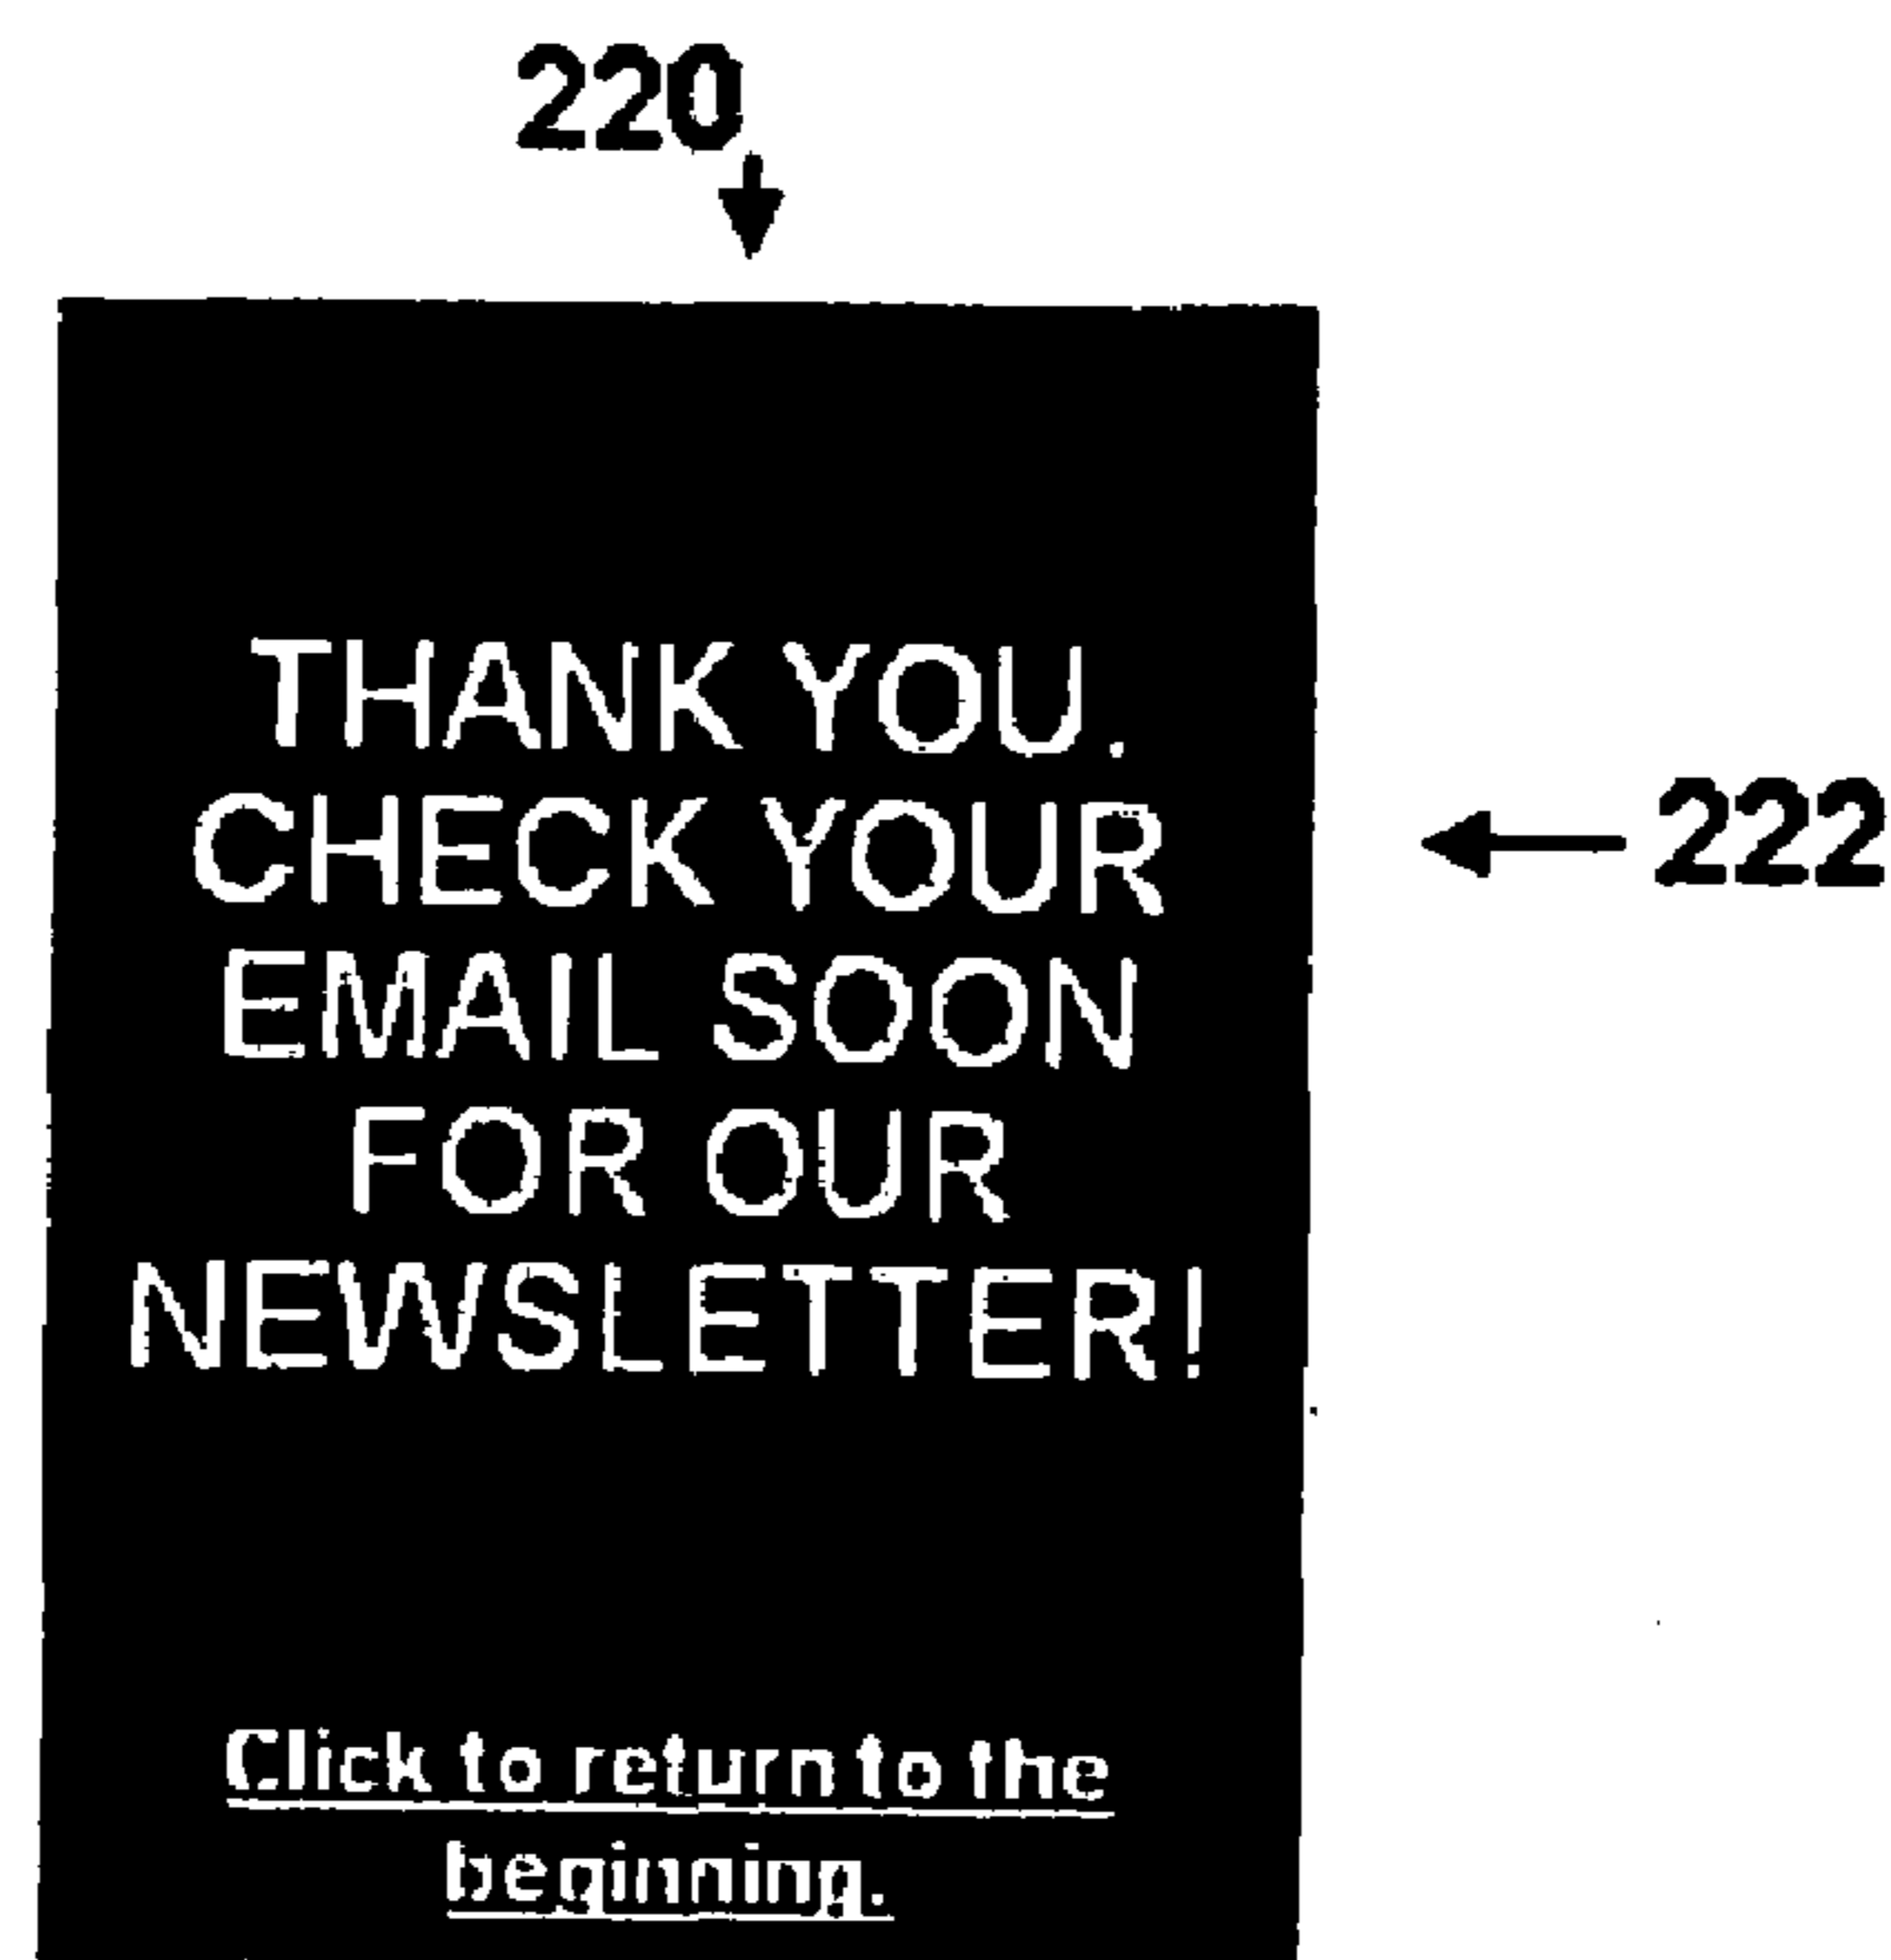 220
THANK YOU.
CHECK YOUR
222
EMAIL SOON
FOR OUR
NEWSLETTER!
Click to return to the
beginning.